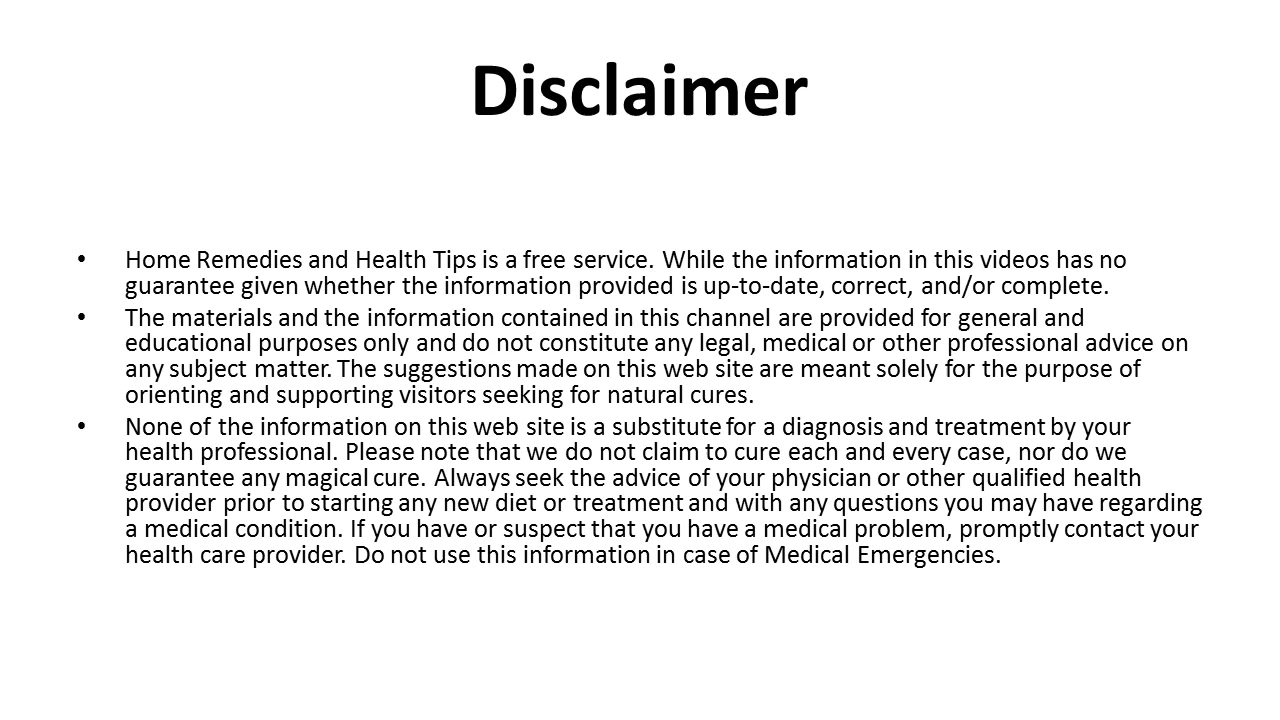 Disclaimer
• Home Remedies and Health Tips is a free service. While the information in this videos has no
guarantee given whether the information provided is up-to-date, correct, and/or complete.
• The materials and the information contained in this channel are provided for general and
educational purposes only and do not constitute any legal, medical or other professional advice on
any subject matter. The suggestions made on this web site are meant solely for the purpose of
orienting and supporting visitors seeking for natural cures.
• None of the information on this web site is a substitute for a diagnosis and treatment by your
health professional. Please note that we do not claim to cure each and every case, nor do we
guarantee any magical cure. Always seek the advice of your physician or other qualified health
provider prior to starting any new diet or treatment and with any questions you may have regarding
a medical condition. If you have or suspect that you have a medical problem, promptly contact your
health care provider. Do not use this information in case of Medical Emergencies.